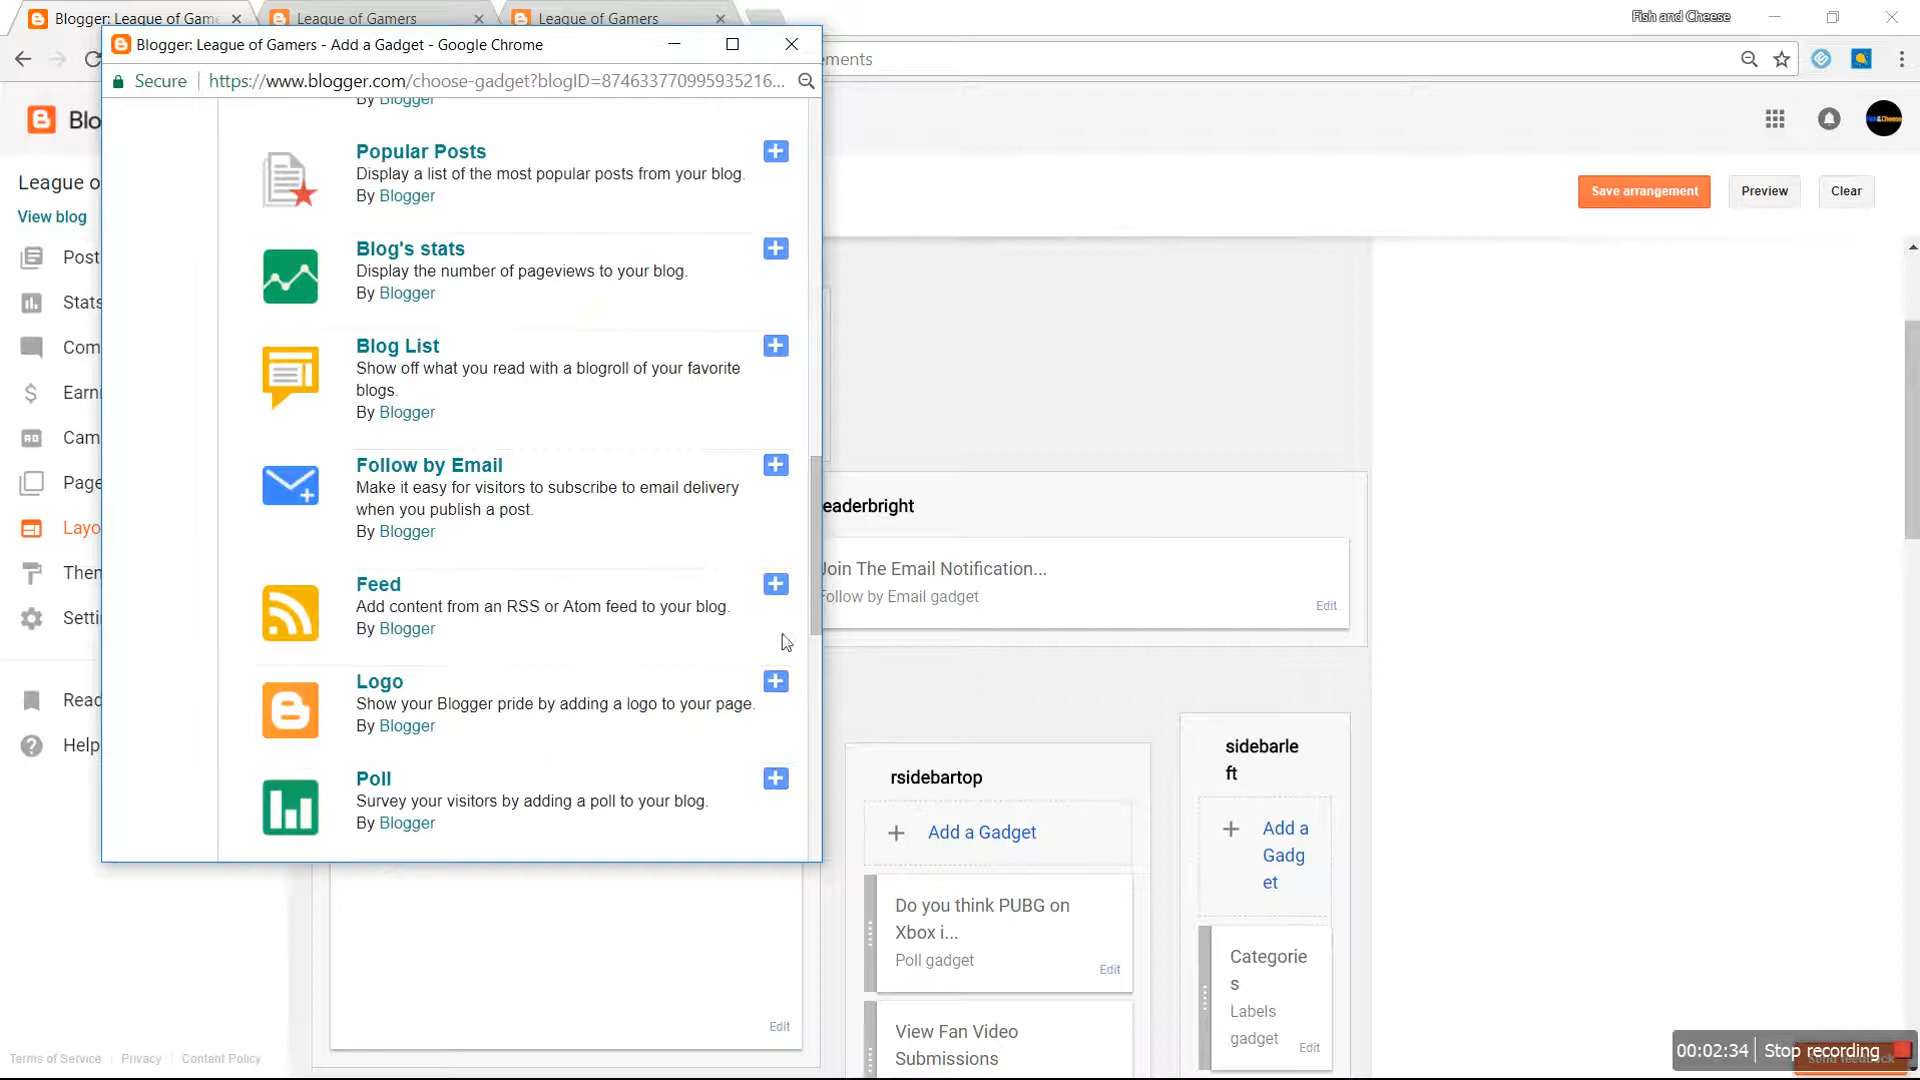 Blogger: League of Game
League of Gamers
League of Gamers
Fish and Cheese
Blogger: League of Gamers - Add a Gadget - Google Chrome
ements
Secure
https://www.blogger.com/choose-gadget?blogID=874633770995935216...
By Blogger
Blo
Popular Posts
Display a list of the most popular posts from your blog.
By Blogger
League o
View blog
Save arrangement
Preview
Clear
Post
Blog's stats
Display the number of pageviews to your blog.
By Blogger
Stats
Com
Blog List
Show off what you read with a blogroll of your favorite
blogs.
By Blogger
Earni
Cam
Follow by Email
Make it easy for visitors to subscribe to email delivery
when you publish a post.
By Blogger
Page
Layo
eaderbright
Join The Email Notification...
Follow by Email gadget
Edit
Then
Feed
Add content from an RSS or Atom feed to your blog.
By Blogger
Setti
Logo
Show your Blogger pride by adding a logo to your page.
By Blogger
Read
Help
Poll
Survey your visitors by adding a poll to your blog.
By Blogger
rsidebartop
Add a Gadget
Do you think PUBG on
Xbox i...
Poll gadget
Edit
View Fan Video
Submissions
sidebarle
ft
Add a
Gadg
et
Categorie
s
Labels
gadget
Edit
Edit
Terms of Service
Privacy
Content Policy
00:02:34
Stop recording
Send feedback